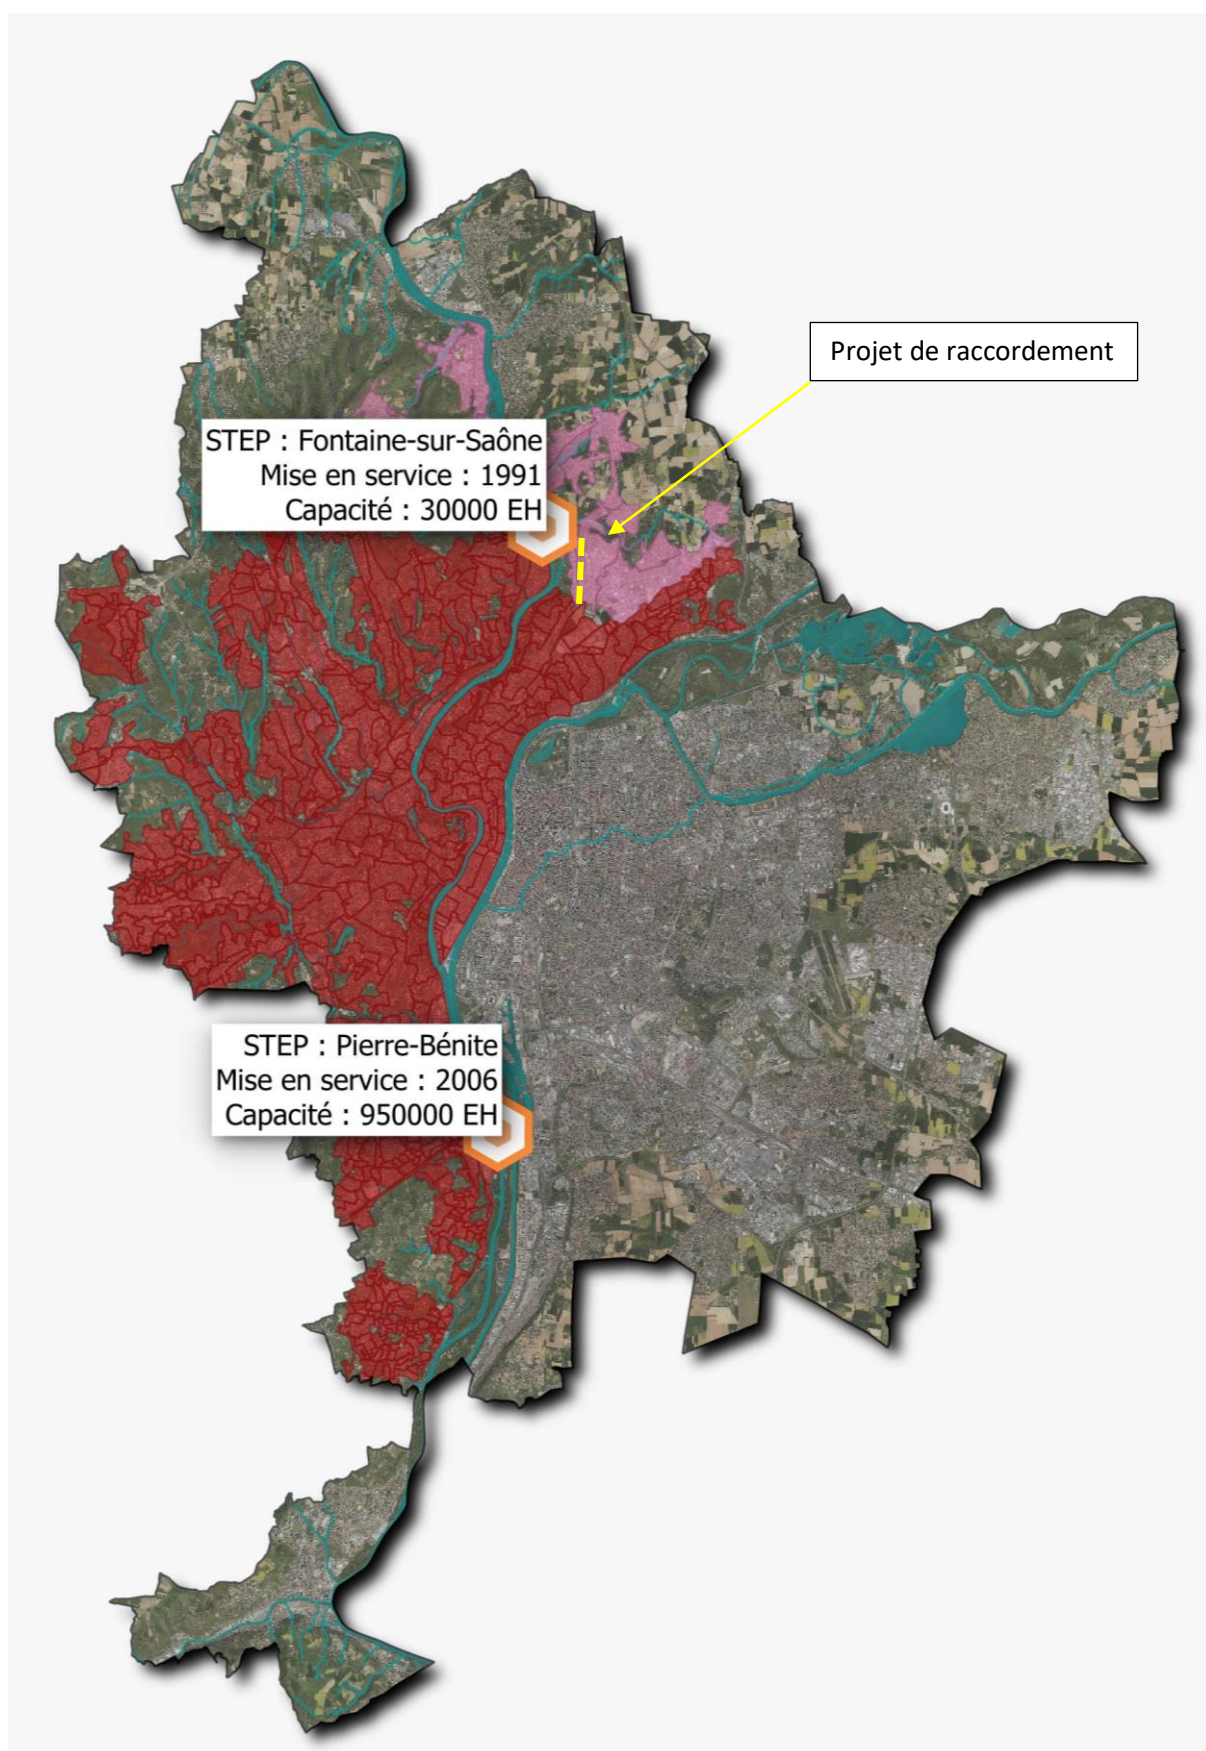 Projet de raccordement
STEP : Fontaine-sur-Saône
Mise en service : 1991
Capacité : 30000 EH
STEP : Pierre-Bénite
Mise en service : 2006
Capacité : 950000 EH